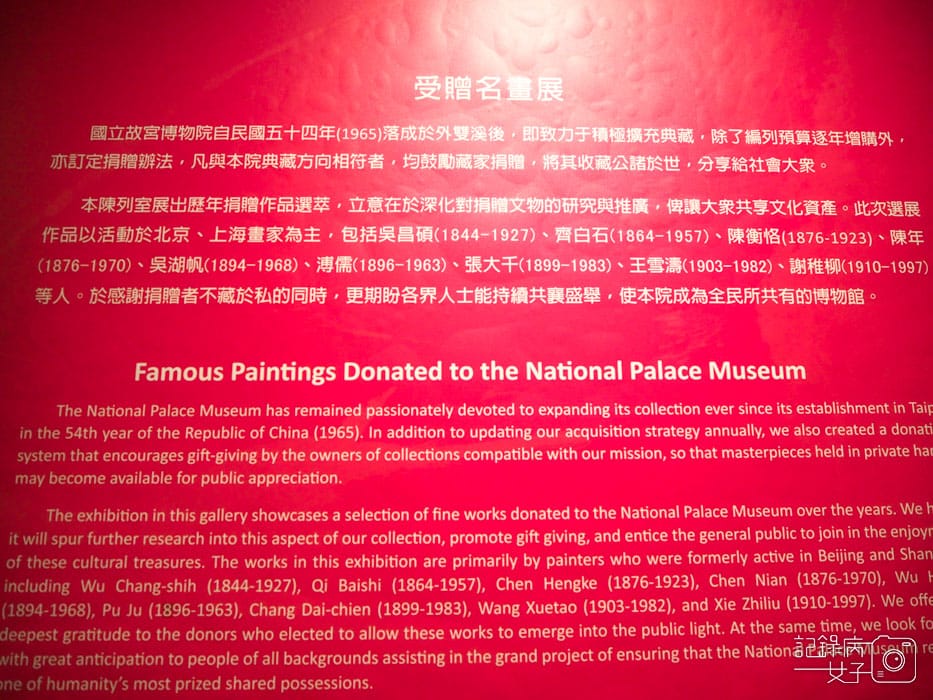 受贈名畫展
國立故宮博物院自民國五十四年(1965)落成於外雙溪後，即致力于積極擴充典藏，除了編列預算逐年增購外，
亦訂定捐贈辦法，凡與本院典藏方向相符者，均鼓勵藏家捐贈，將其收藏公諸於世，分享給社會大眾。
本陳列室展出歷年捐贈作品選萃，立意在於深化對捐贈文物的研究與推廣，俾讓大眾共享文化資產。此次選展
作品以活動於北京、上海畫家為主，包括吳昌碩(1844-1927)、齊白石(1864-1957)、陳衡恪(1876-1923)、陳年
(1876-1970)、吳湖帆(1894-1968)、溥儒(1896-1963)、張大千(1899-1983)、王雪濤(1903-1982)、謝稚柳(1910-1997)
等人。於感謝捐贈者不藏於私的同時，更期盼各界人士能持續共襄盛舉，使本院成為全民所共有的博物館。
Famous Paintings Donated to the National Palace Museum
The National Palace Museum has remained passionately devoted to expanding its collection ever since its establishment in Taip
in the 54th year of the Republic of China (1965). In addition to updating our acquisition strategy annually, we also created a donati
system that encourages gift-giving by the owners of collections compatible with our mission, so that masterpieces held in private han
may become available for public appreciation.
The exhibition in this gallery showcases a selection of fine works donated to the National Palace Museum over the years. We h
it will spur further research into this aspect of our collection, promote gift giving, and entice the general public to join in the enjoym
of these cultural treasures. The works in this exhibition are primarily by painters who were formerly active in Beijing and Shan
including Wu Chang-shih (1844-1927), Qi Baishi (1864-1957), Chen Hengke (1876-1923), Chen Nian (1876-1970), Wu H
(1894-1968), Pu Ju (1896-1963), Chang Dai-chien (1899-1983), Wang Xuetao (1903-1982), and Xie Zhiliu (1910-1997). We offe
deepest gratitude to the donors who elected to allow these works to emerge into the public light. At the same time, we look fo
with great anticipation to people of all backgrounds assisting in the grand project of ensuring that the National Palace Museum re
one of humanity's most prized shared possessions.
記錄病
女子